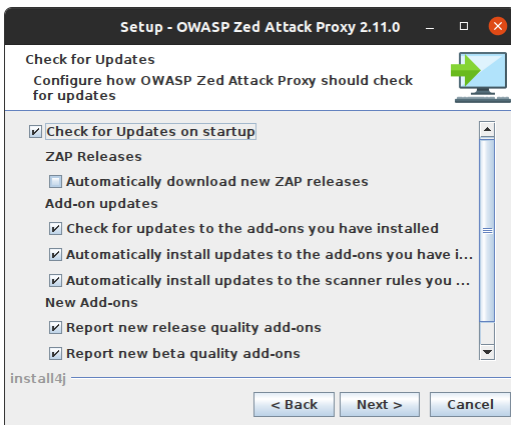 Setup - OWASP Zed Attack Proxy 2.11.0
Check for Updates
Configure how OWASP Zed Attack Proxy should check
for updates
Check for Updates on startup
ZAP Releases
Automatically download new ZAP releases
Add-on updates
Check for updates to the add-ons you have installed
Automatically install updates to the add-ons you have i...
Automatically install updates to the scanner rules you ...
New Add-ons
Report new release quality add-ons
Report new beta quality add-ons
install4j
< Back Next > Cancel